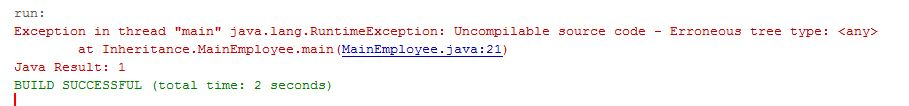 run:
Exception in thread "main" java.lang.RuntimeException: Uncompilable source code - Erroneous tree type: <any>
        at Inheritance.MainEmployee.main(MainEmployee.java:21)
Java Result: 1
BUILD SUCCESSFUL (total time: 2 seconds)